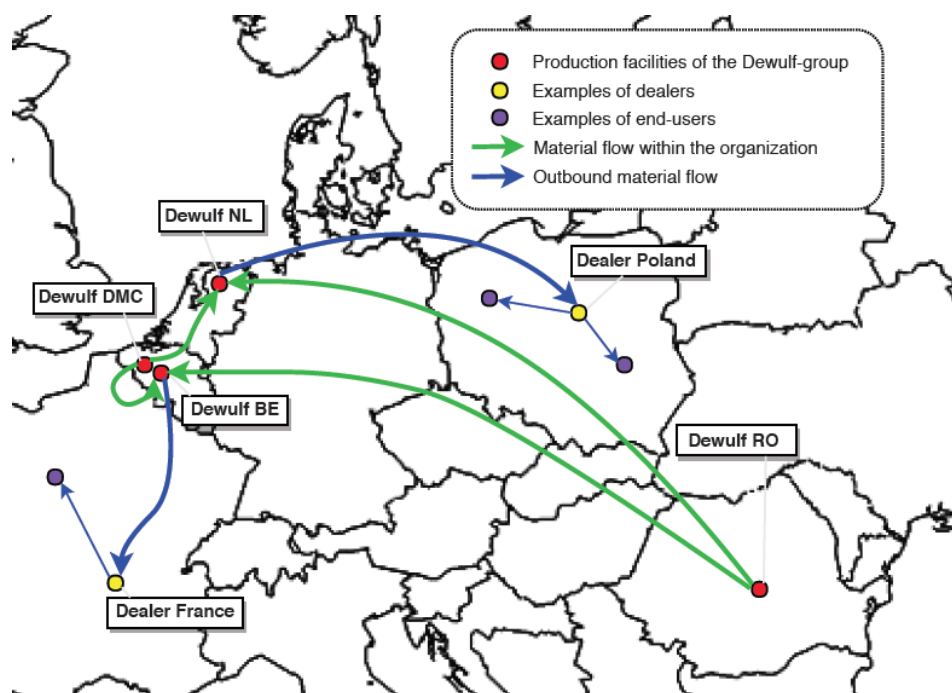 Production facilities of the Dewulf-group
Examples of dealers
Examples of end-users
Material flow within the organization
Outbound material flow
Dewulf NL
Dealer Poland
Dewulf DMC
Dewulf BE
Dewulf RO
Dealer France